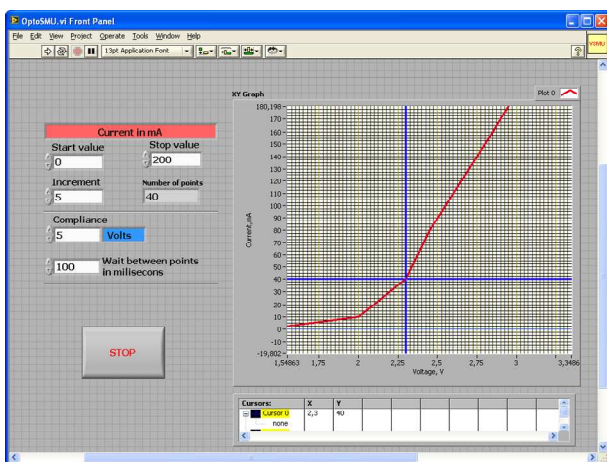 OptoSMU.vi Front Panel
File Edit View Project Operate Tools Window Help
13pt Application Font
VSMU
XY Graph
Plot 0
Current in mA
Start value
Stop value
0
200
Increment
Number of points
5
40
Compliance
5
Volts
100
Wait between points
in milisecons
STOP
Current,mA
180,198
170
160
150
140
130
120
110
100
90
80
70
60
50
40
30
20
10
0
-10
-19,802
1,54863
1,75
2
2,25
2,5
2,75
3
3,3486
Voltage, V
Cursors:
X
Y
Cursor 0
2,3
40
none